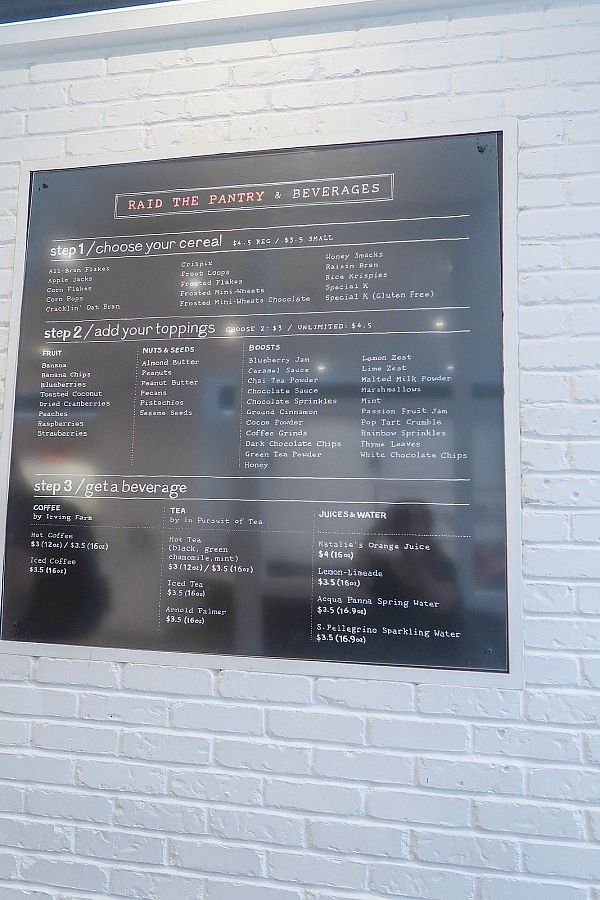 RAID THE PANTRY & BEVERAGES
step 1 / choose your cereal $4.5 REG / $3.5 SMALL
All-Bran Flakes
Apple Jacks
Corn Flakes
Corn Pops
Cracklin' Oat Bran
Crispix
Froot Loops
Frosted Flakes
Frosted Mini-Wheats
Frosted Mini-Wheats Chocolate
Honey Smacks
Raisin Bran
Rice Krispies
Special K
Special K (Gluten Free)
step 2 / add your toppings CHOOSE 2: $3 / UNLIMITED: $4.5
FRUIT
Banana
Banana Chips
Blueberries
Toasted Coconut
Dried Cranberries
Peaches
Raspberries
Strawberries
NUTS & SEEDS
Almond Butter
Peanuts
Peanut Butter
Pecans
Pistachios
Sesame Seeds
BOOSTS
Blueberry Jam
Caramel Sauce
Chai Tea Powder
Chocolate Sauce
Chocolate Sprinkles
Ground Cinnamon
Cocoa Powder
Coffee Grinds
Dark Chocolate Chips
Green Tea Powder
Honey
Lemon Zest
Lime Zest
Malted Milk Powder
Marshmallows
Mint
Passion Fruit Jam
Pop Tart Crumble
Rainbow Sprinkles
Thyme Leaves
White Chocolate Chips
step 3 / get a beverage
COFFEE
by Irving Farm
Hot Coffee
$3 (12oz) / $3.5 (16oz)
Iced Coffee
$3.5 (16oz)
TEA
by In Pursuit of Tea
Hot Tea
(black, green
chamomile, mint)
$3 (12oz) / $3.5 (16oz)
Iced Tea
$3.5 (16oz)
Arnold Palmer
$3.5 (16oz)
JUICES & WATER
Natalie's Orange Juice
$4 (16oz)
Lemon-Limeade
$3.5 (16oz)
Acqua Panna Spring Water
$3.5 (16.9oz)
S.Pellegrino Sparkling Water
$3.5 (16.9oz)